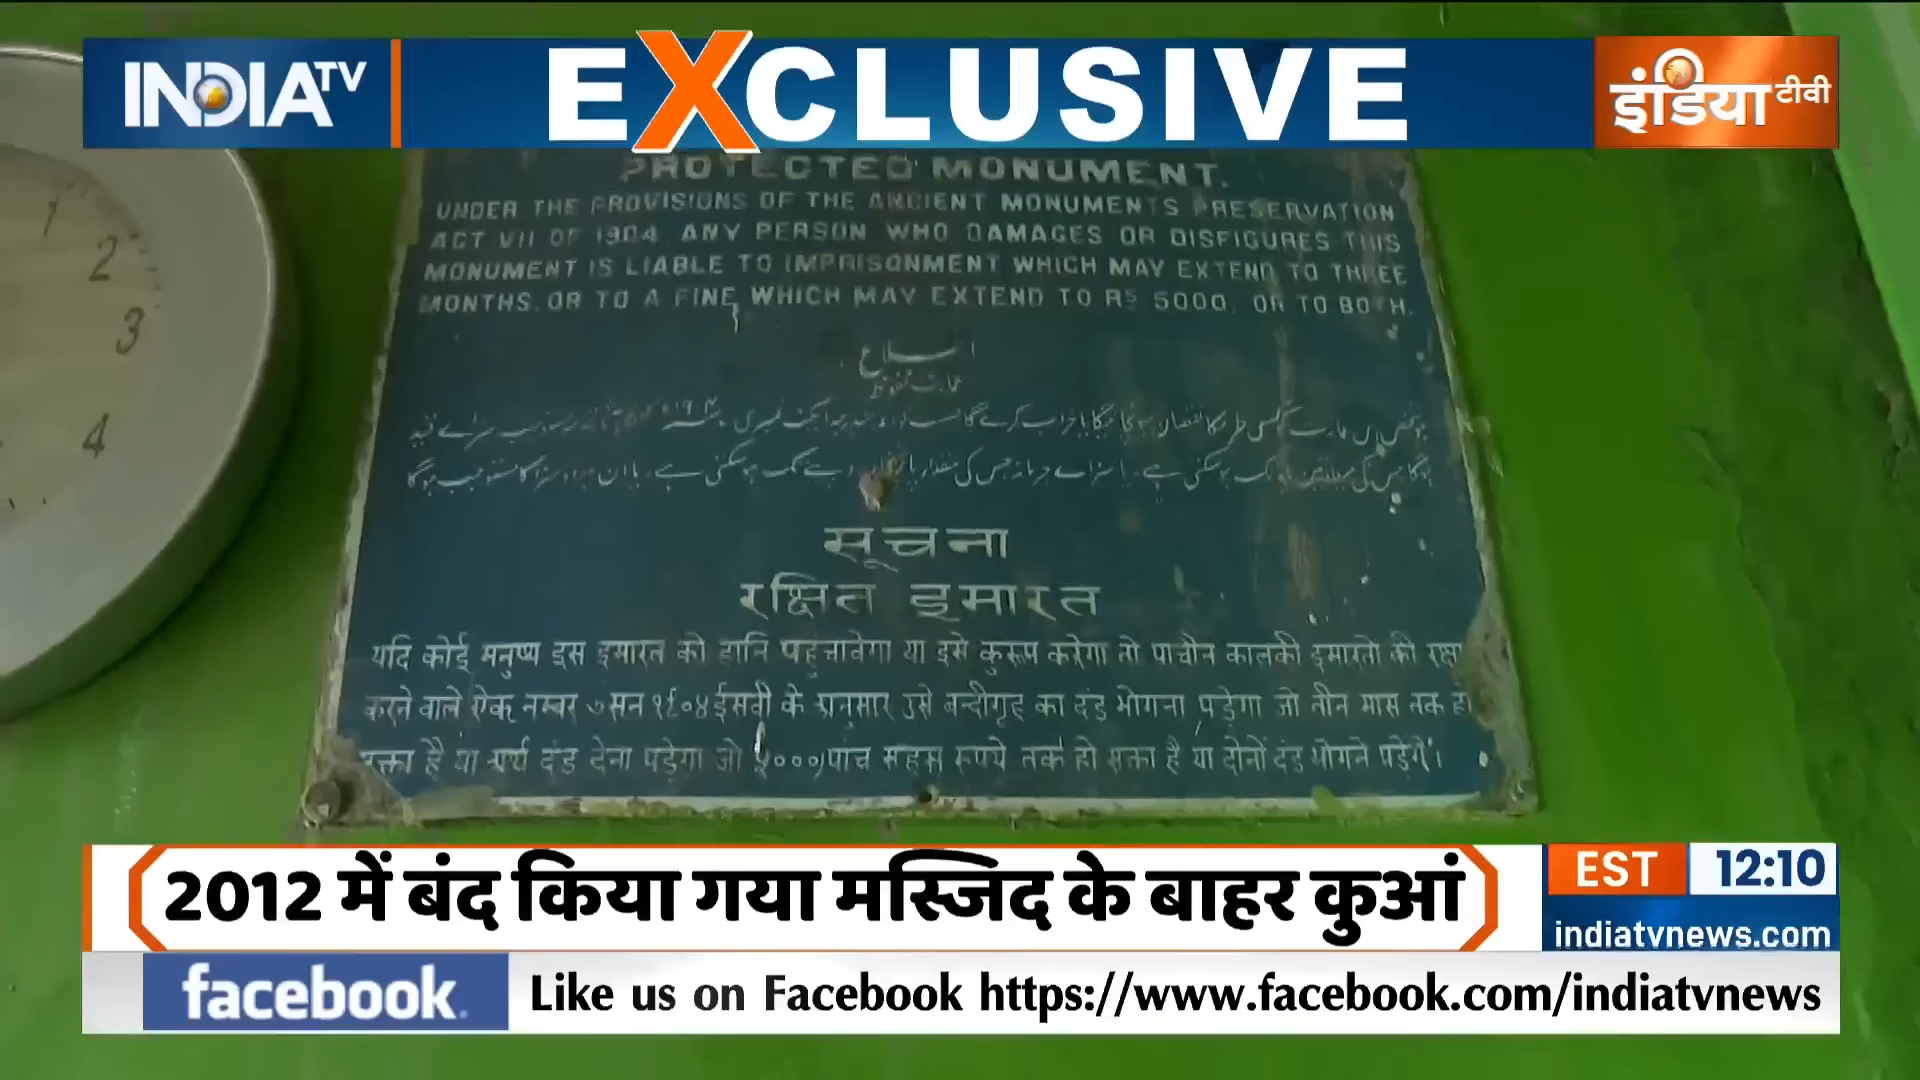 INDIA TV
EXCLUSIVE
इंडिया टीवी
1
2
3
4
PROTECTED MONUMENT.
UNDER THE PROVISIONS OF THE ANCIENT MONUMENTS PRESERVATION
ACT VII OF 1904 ANY PERSON WHO DAMAGES OR DISFIGURES THIS
MONUMENT IS LIABLE TO IMPRISONMENT WHICH MAY EXTEND TO THREE
MONTHS, OR TO A FINE, WHICH MAY EXTEND TO Rs 5000, OR TO BOTH.
सूचना
रक्षित इमारत
यदि कोई मनुष्य इस इमारत को हानि पहुंचावेगा या इसे कुरूप करेगा तो प्राचीन कालकी इमारतों की रक्षा
करने वाले ऐक्ट नम्बर ७ सन १९०४ ईसवी के अनुसार उसे बन्दीगृह का दंड भोगना पड़ेगा जो तीन मास तक हो
सक्ता है या अर्थ दंड देना पड़ेगा जो ५०००/पांच सहस्र रुपये तक हो सक्ता है या दोनों दंड भोगने पड़ेगें।
2012 में बंद किया गया मस्जिद के बाहर कुआं
EST 12:10
indiatvnews.com
facebook.
Like us on Facebook https://www.facebook.com/indiatvnews